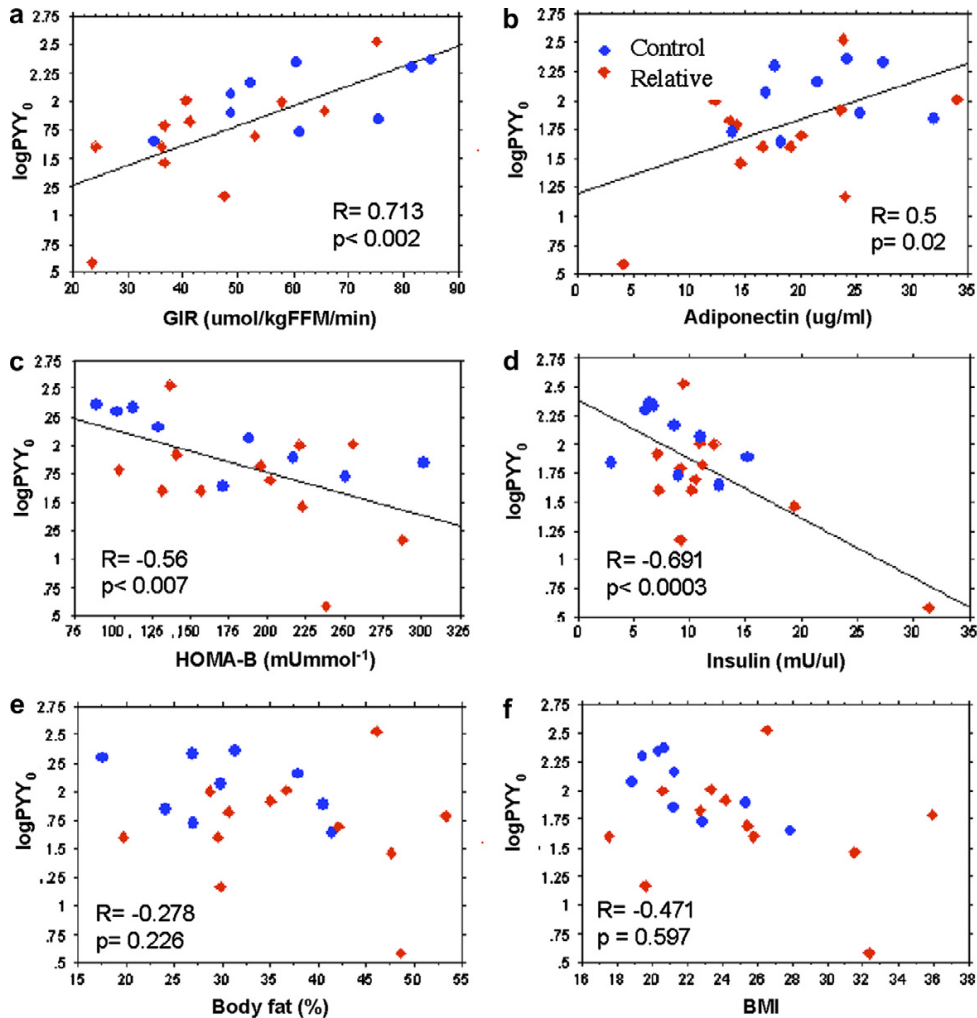 a
2.75
2.5
2.25
2
1.75
1.5
25
1
.75
.5
logPYY0
20 30 40 50 60 70 80 90
GIR (umol/kgFFM/min)
R= 0.713
p< 0.002
b
2.75
2.5
2.25
2
1.75
1.5
1.25
1
.75
.5
logPYY0
Control
Relative
0 5 10 15 20 25 30 35
Adiponectin (ug/ml)
R= 0.5
p= 0.02
c
2.75
2.5
25
2
.75
1.5
25
1
.75
.5
logPYY0
75 100 125 150 175 200 225 250 275 300 325
HOMA-B (mUmmol-1)
R= -0.56
p< 0.007
d
2.75
2.5
2.25
2
1.75
1.5
1.25
1
.75
.5
logPYY0
0 5 10 15 20 25 30 35
Insulin (mU/ul)
R= -0.691
p< 0.0003
e
2.75
2.5
25
2
1.75
1.5
.25
1
.75
.5
logPYY0
15 20 25 30 35 40 45 50 55
Body fat (%)
R= -0.278
p= 0.226
f
2.75
2.5
2.25
2
1.75
1.5
1.25
1
.75
.5
logPYY0
16 18 20 22 24 26 28 30 32 34 36 38
BMI
R= -0.471
p = 0.597